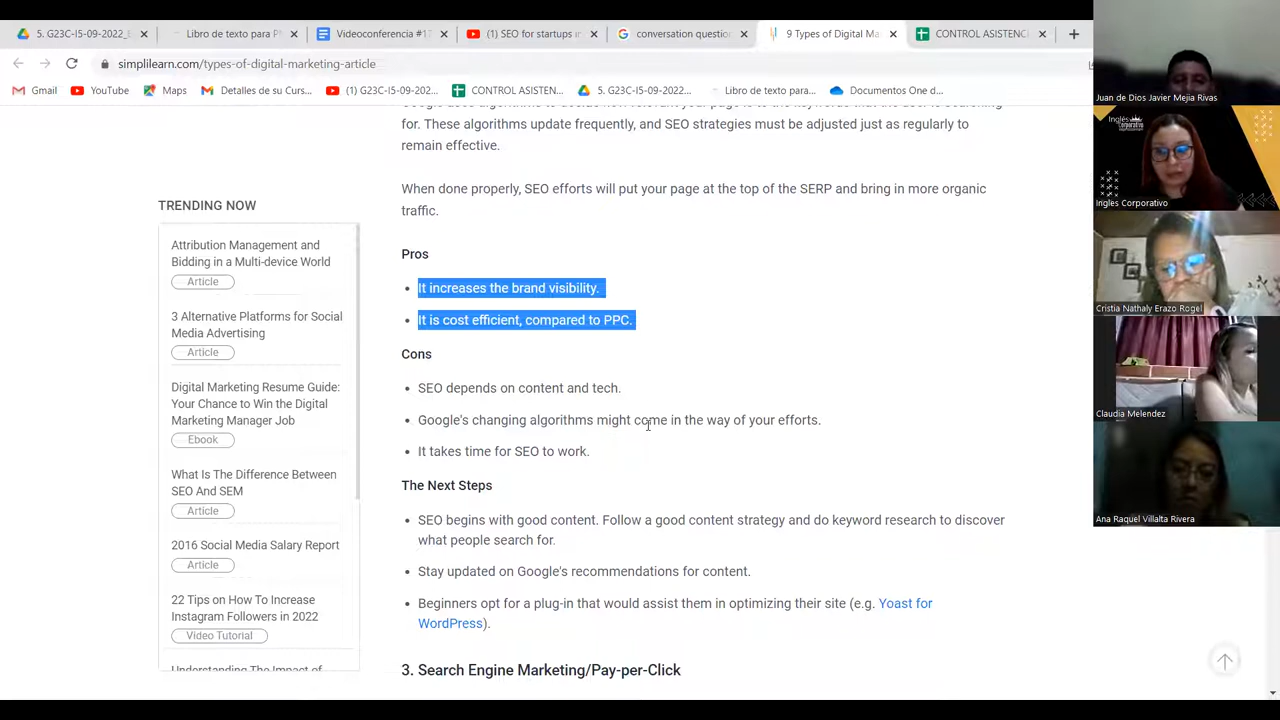 5. G23C-I5-09-2022_
Libro de texto para P
Videoconferencia #1
(1) SEO for startups i
conversation questio
9 Types of Digital Ma
CONTROL ASISTENC
simplilearn.com/types-of-digital-marketing-article
Gmail
YouTube
Maps
Detalles de su Curs...
(1) G23C-I5-09-202...
CONTROL ASISTEN...
5. G23C-I5-09-2022...
Libro de texto para...
Documentos One d...
for. These algorithms update frequently, and SEO strategies must be adjusted just as regularly to
remain effective.
When done properly, SEO efforts will put your page at the top of the SERP and bring in more organic
traffic.
Pros
It increases the brand visibility.
It is cost efficient, compared to PPC.
Cons
SEO depends on content and tech.
Google's changing algorithms might come in the way of your efforts.
It takes time for SEO to work.
The Next Steps
SEO begins with good content. Follow a good content strategy and do keyword research to discover
what people search for.
Stay updated on Google's recommendations for content.
Beginners opt for a plug-in that would assist them in optimizing their site (e.g. Yoast for
WordPress).
3. Search Engine Marketing/Pay-per-Click
TRENDING NOW
Attribution Management and
Bidding in a Multi-device World
Article
3 Alternative Platforms for Social
Media Advertising
Article
Digital Marketing Resume Guide:
Your Chance to Win the Digital
Marketing Manager Job
Ebook
What Is The Difference Between
SEO And SEM
Article
2016 Social Media Salary Report
Article
22 Tips on How To Increase
Instagram Followers in 2022
Video Tutorial
Understanding The Impact of
Juan de Dios Javier Mejia Rivas
Inglés
Corporativo
Ingles Corporativo
Cristia Nathaly Erazo Rogel
Claudia Melendez
Ana Raquel Villalta Rivera